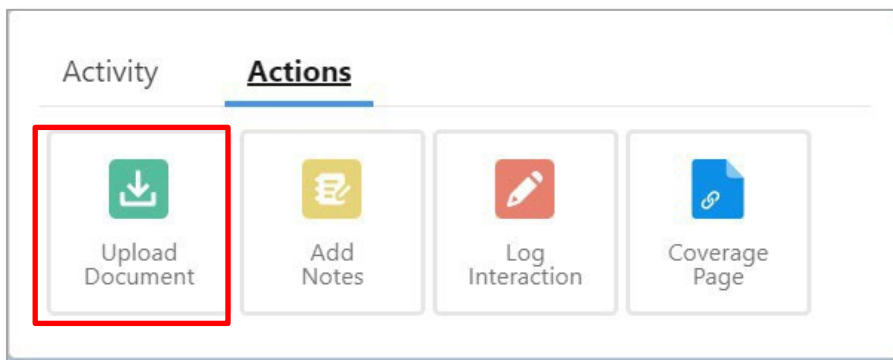 Activity Actions
Upload Document
Add Notes
Log Interaction
Coverage Page